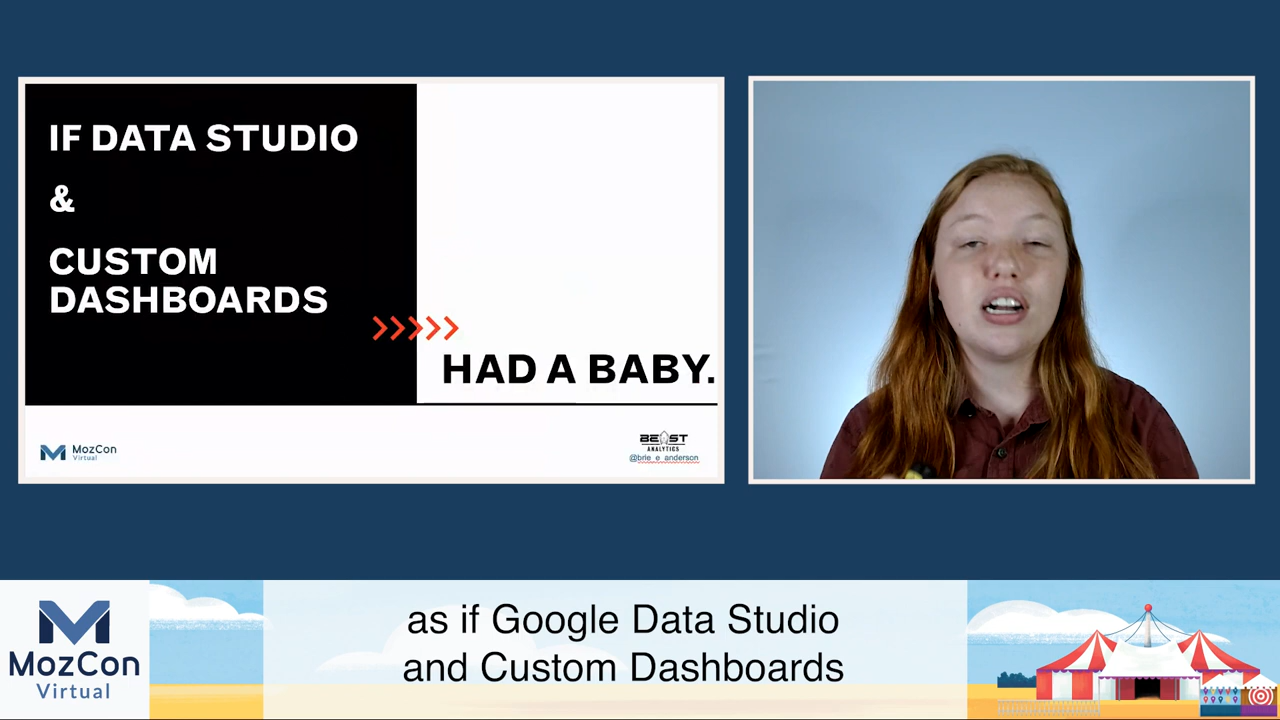 IF DATA STUDIO
&
CUSTOM
DASHBOARDS
HAD A BABY.
MozCon
Virtual
BEAST
ANALYTICS
@brie_e_anderson
as if Google Data Studio
and Custom Dashboards
MozCon
Virtual